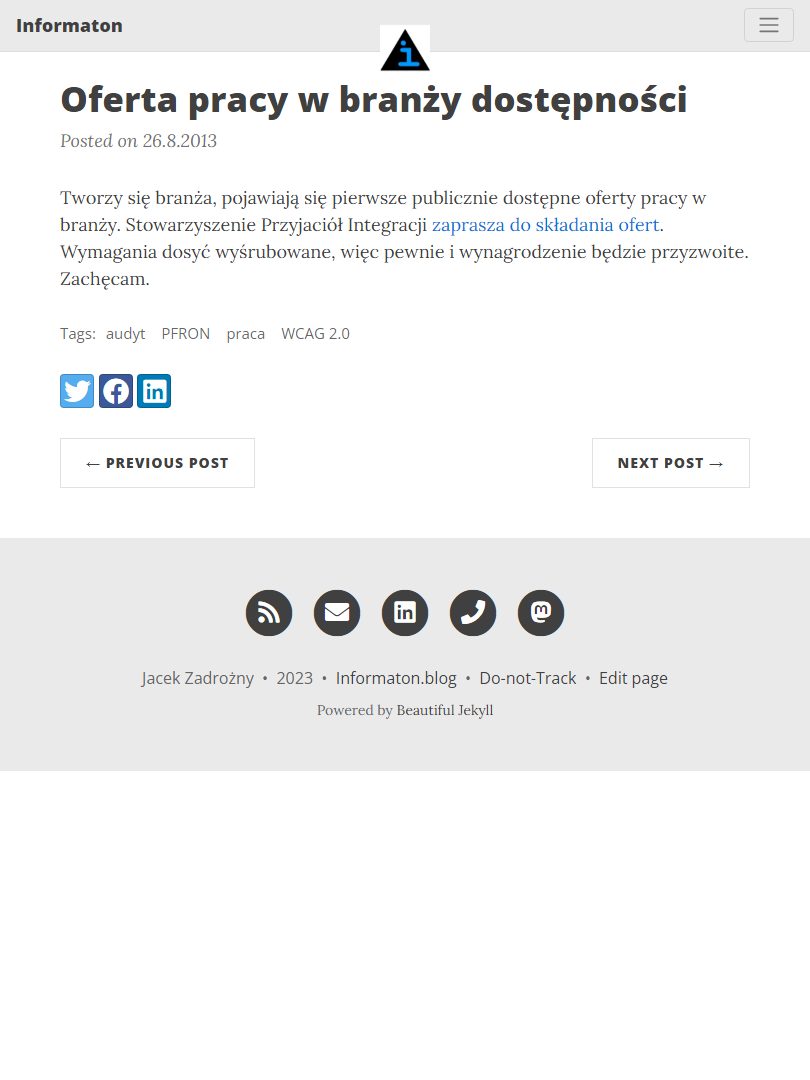 Informaton
Oferta pracy w branży dostępności
Posted on 26.8.2013
Tworzy się branża, pojawiają się pierwsze publicznie dostępne oferty pracy w
branży. Stowarzyszenie Przyjaciół Integracji zaprasza do składania ofert.
Wymagania dosyć wyśrubowane, więc pewnie i wynagrodzenie będzie przyzwoite.
Zachęcam.
Tags: audyt PFRON praca WCAG 2.0
← PREVIOUS POST
NEXT POST →
Jacek Zadrożny • 2023 • Informaton.blog • Do-not-Track • Edit page
Powered by Beautiful Jekyll